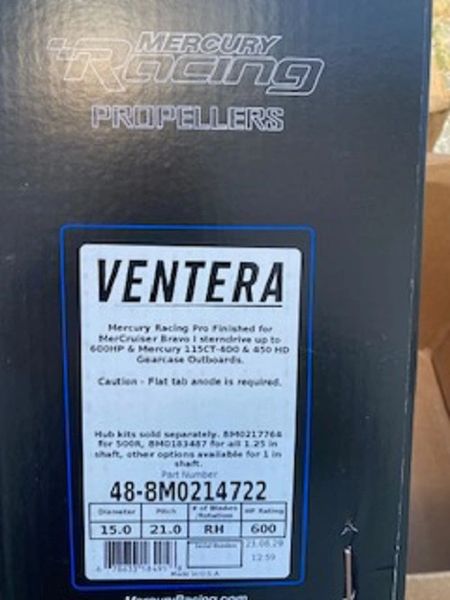 MERCURY
Racing
PROPELLERS
VENTERA
Mercury Racing Pro Finished for
MerCruiser Bravo I sterndrive up to
600HP & Mercury 115CT-400 & 450 HD
Gearcase Outboards.
Caution - Flat tab anode is required.
Hub kits sold separately. 8M0217764
for 500R, 8M0183487 for all 1.25 in
shaft, other options available for 1 in
shaft.
Part Number
48-8M0214722
Diameter Pitch # of Blades /Rotation HP Rating
15.0 21.0 RH 600
Serial Number 23.08.29
12:59
Made in U.S.A
MercuryRacing.com